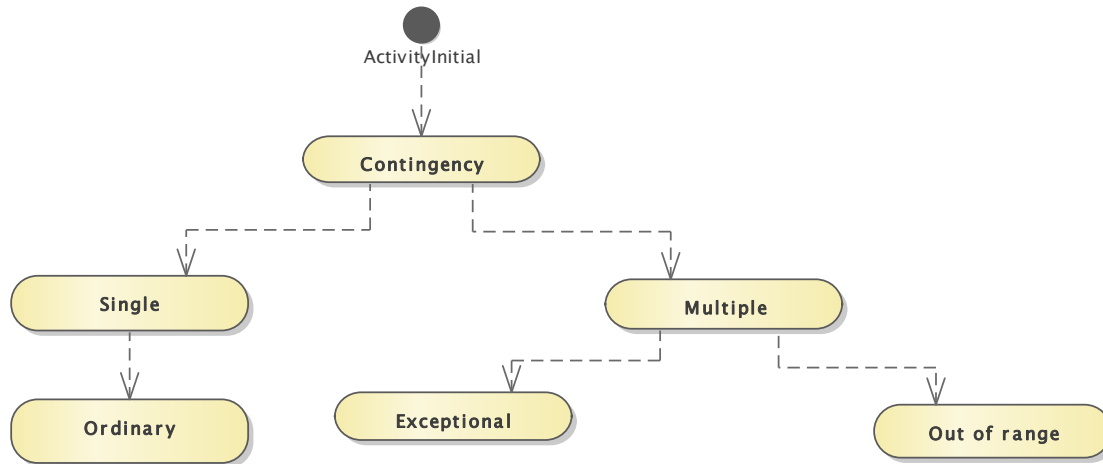 ActivityInitial
Contingency
Single
Multiple
Ordinary
Exceptional
Out of range